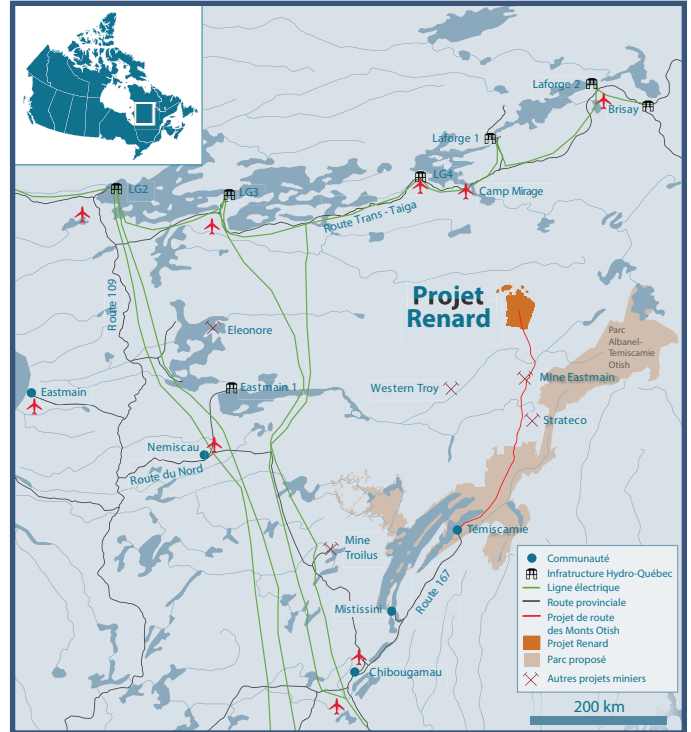 Laforge 2
Brisay
Laforge 1
LG2
LG3
LG4
Camp Mirage
Route Trans-Taiga
Route 109
Projet
Renard
Eleonore
Parc
Albanel-
Temiscamie
Otish
Eastmain
Eastmain 1
Western Troy
MIne Eastmain
Strateco
Nemiscau
Route du Nord
Témiscamie
Mine
Troilus
Route 167
Mistissini
Chibougamau
Communauté
Infratructure Hydro-Québec
Ligne électrique
Route provinciale
Projet de route
des Monts Otish
Projet Renard
Parc proposé
Autres projets miniers
200 km